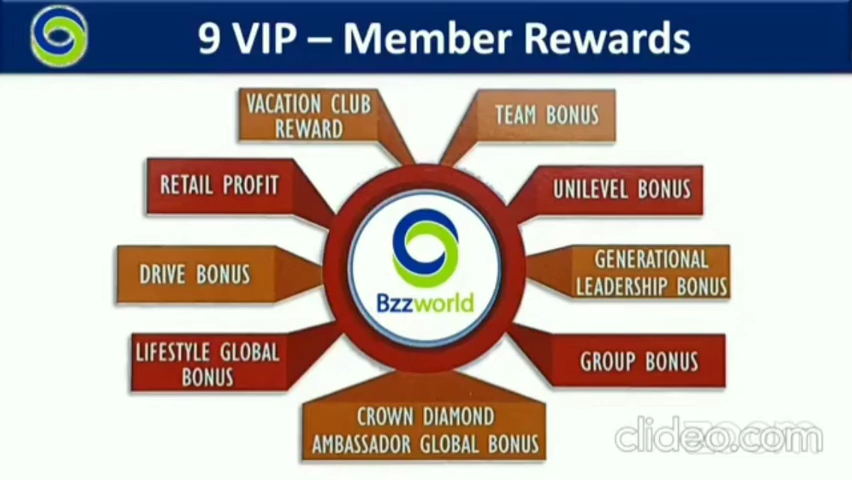 9 VIP – Member Rewards
VACATION CLUB
REWARD
TEAM BONUS
RETAIL PROFIT
UNILEVEL BONUS
DRIVE BONUS
GENERATIONAL
LEADERSHIP BONUS
Bzzworld
LIFESTYLE GLOBAL
BONUS
GROUP BONUS
CROWN DIAMOND
AMBASSADOR GLOBAL BONUS
clideo.com